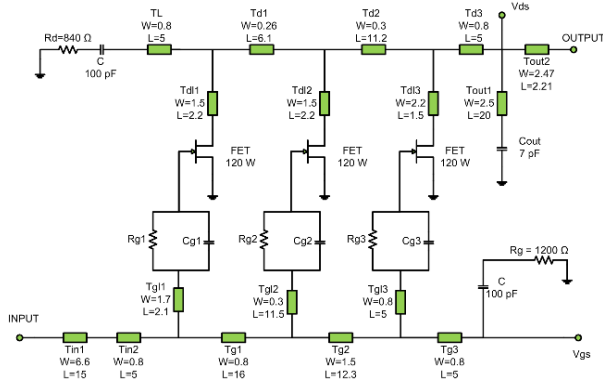 Vds
TL
W=0.8
L=5
Td1
W=0.26
L=6.1
Td2
W=0.3
L=11.2
Td3
W=0.8
L=5
Rd=840 Ω
C
100 pF
OUTPUT
Tout2
W=2.47
L=2.21
Tdl1
W=1.5
L=2.2
Tdl2
W=1.5
L=2.2
Tdl3
W=2.2
L=1.5
Tout1
W=2.5
L=20
FET
120 W
FET
120 W
FET
120 W
Cout
7 pF
Rg1
Cg1
Rg2
Cg2
Rg3
Cg3
Rg = 1200 Ω
C
100 pF
Tgl1
W=1.7
L=2.1
Tgl2
W=0.3
L=11.5
Tgl3
W=0.8
L=5
INPUT
Vgs
Tin1
W=6.6
L=15
Tin2
W=0.8
L=5
Tg1
W=0.8
L=16
Tg2
W=1.5
L=12.3
Tg3
W=0.8
L=5